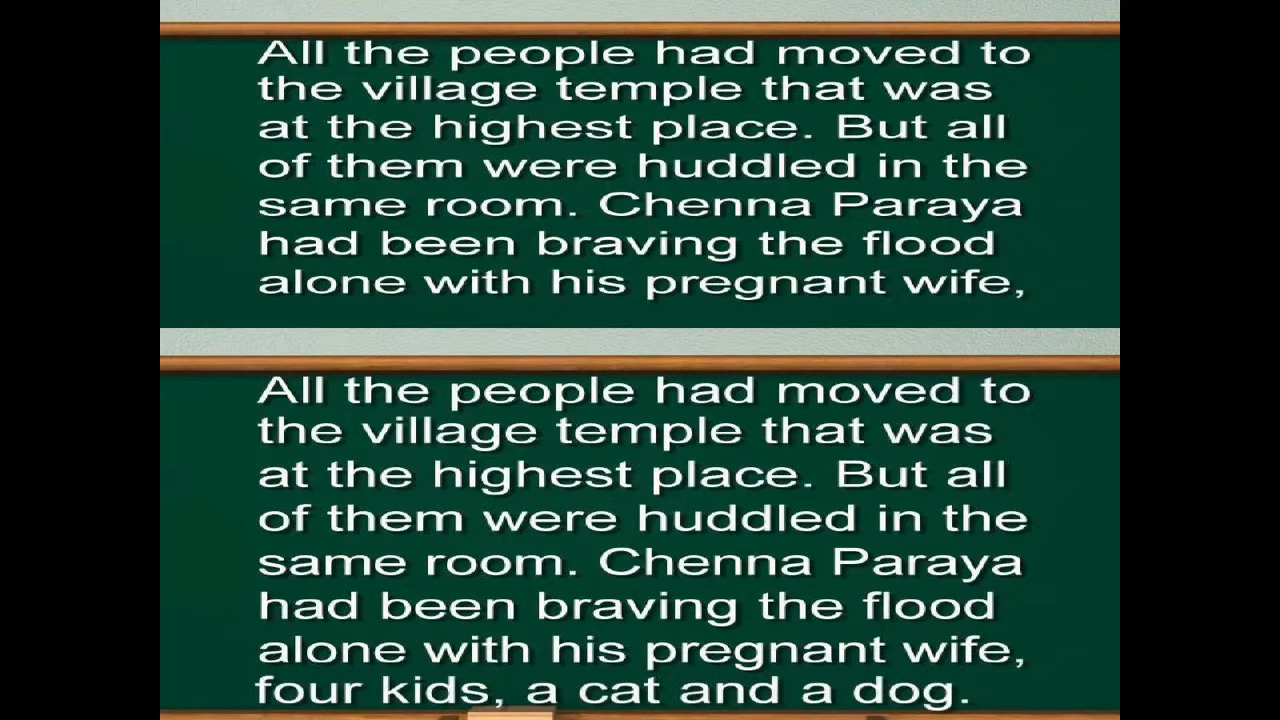 All the people had moved to
the village temple that was
at the highest place. But all
of them were huddled in the
same room. Chenna Paraya
had been braving the flood
alone with his pregnant wife,
All the people had moved to
the village temple that was
at the highest place. But all
of them were huddled in the
same room. Chenna Paraya
had been braving the flood
alone with his pregnant wife,
four kids, a cat and a dog.